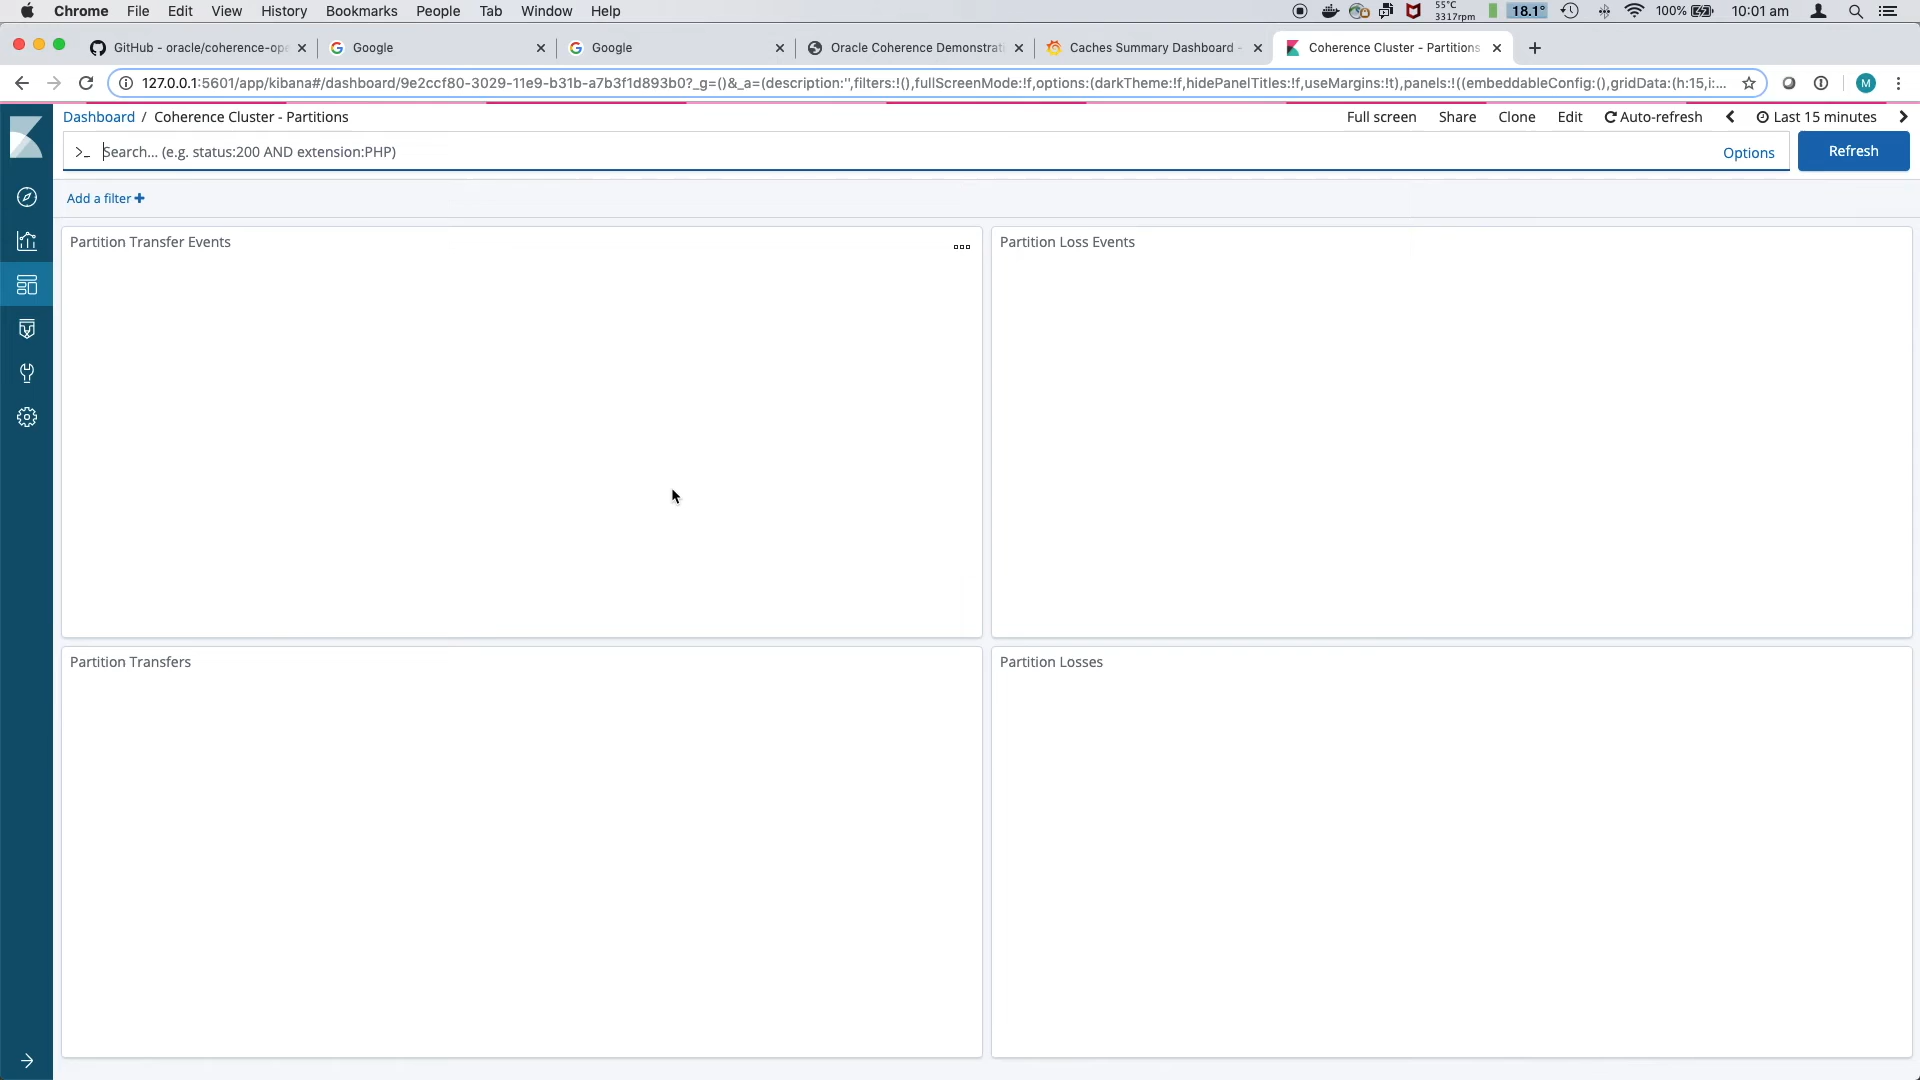 Chrome File Edit View History Bookmarks People Tab Window Help
55°C
3317rpm
18.1°
100%
10:01 am
GitHub - oracle/coherence-ope
Google
Google
Oracle Coherence Demonstrati
Caches Summary Dashboard -
Coherence Cluster - Partitions
127.0.0.1:5601/app/kibana#/dashboard/9e2ccf80-3029-11e9-b31b-a7b3f1d893b0?_g=()&_a=(description:'',filters:!(),fullScreenMode:!f,options:(darkTheme:!f,hidePanelTitles:!f,useMargins:!t),panels:!((embeddableConfig:(),gridData:(h:15,i:...
M
Dashboard / Coherence Cluster - Partitions
Full screen Share Clone Edit Auto-refresh Last 15 minutes
>_ Search... (e.g. status:200 AND extension:PHP)
Options
Refresh
Add a filter +
Partition Transfer Events
Partition Loss Events
Partition Transfers
Partition Losses